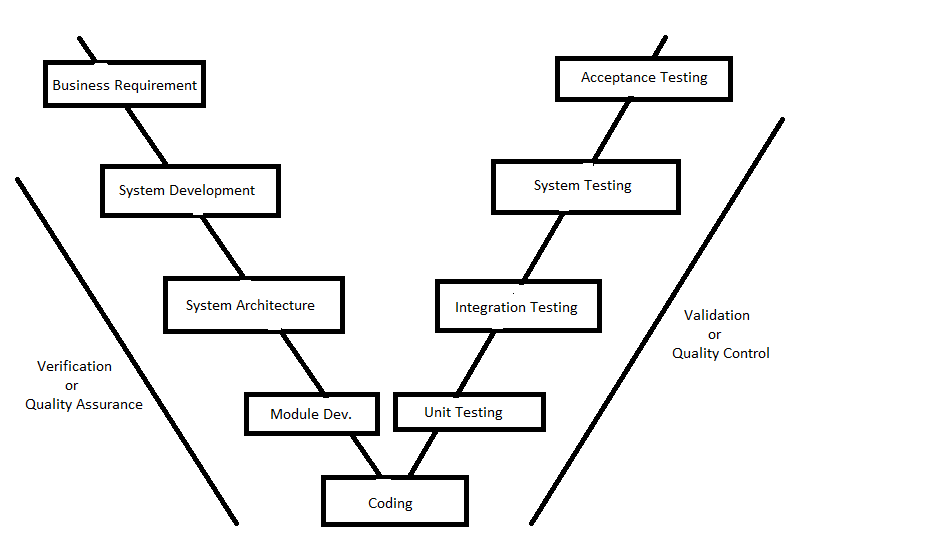 Business Requirement
Acceptance Testing
System Development
System Testing
System Architecture
Integration Testing
Validation
or
Quality Control
Verification
or
Quality Assurance
Module Dev.
Unit Testing
Coding